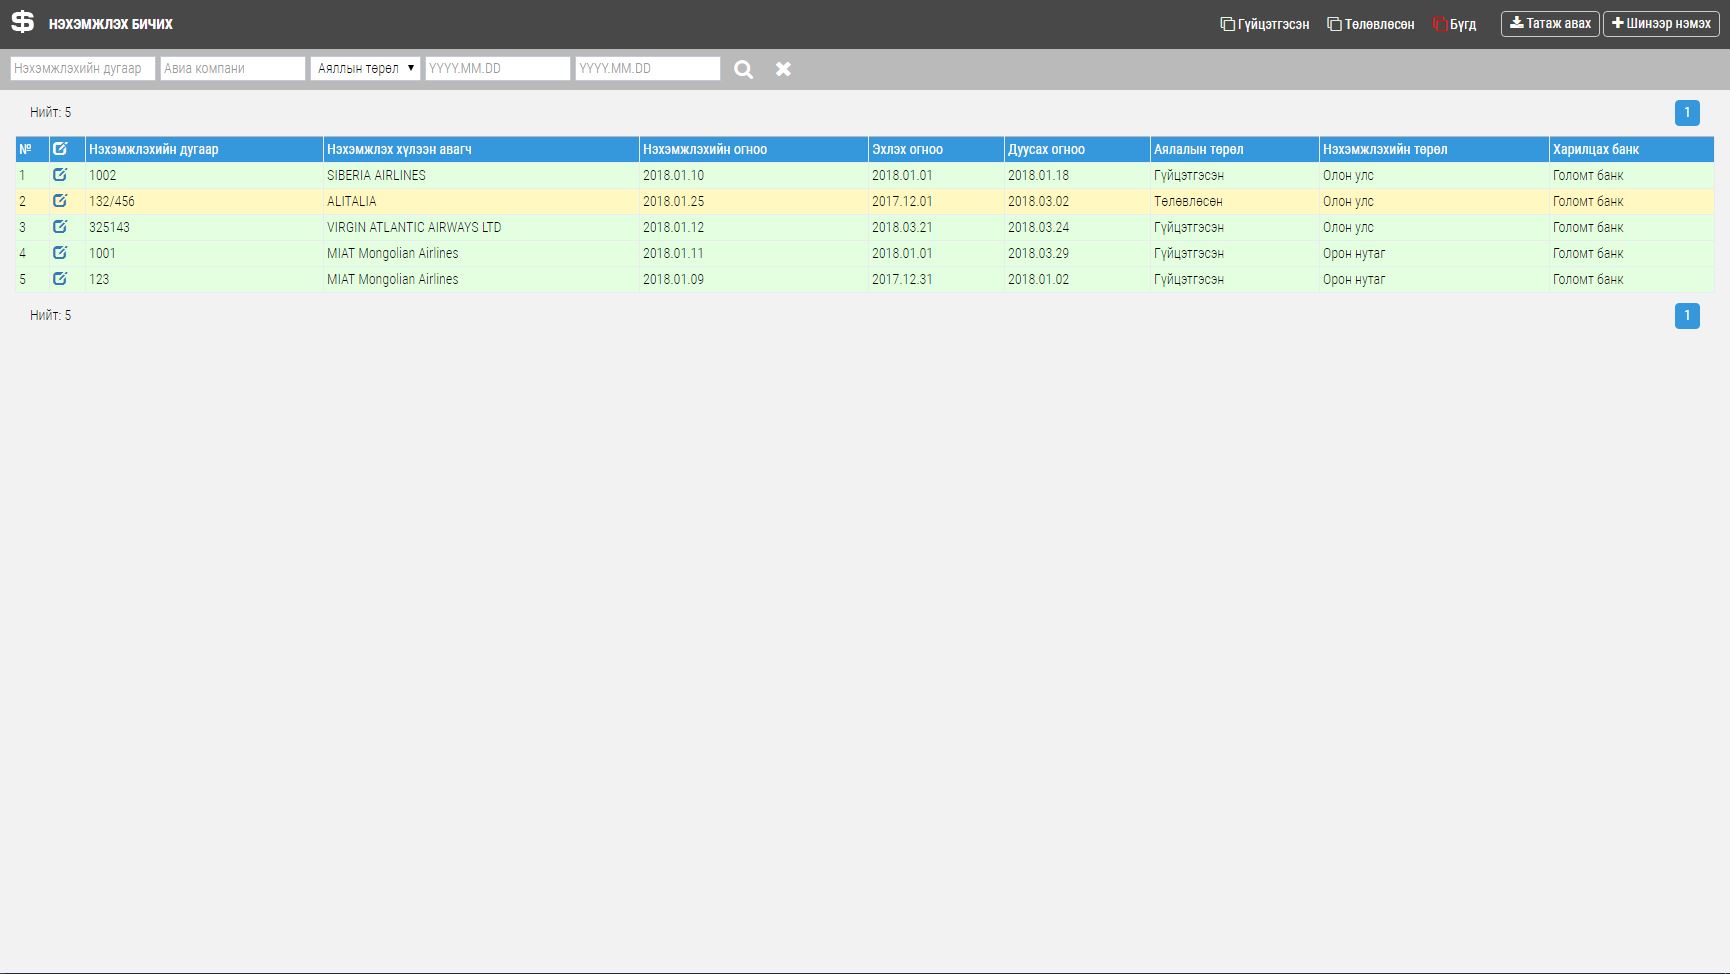 НЭХЭМЖЛЭХ БИЧИХ Гүйцэтгэсэн Төлөвлөсөн Бүгд Татаж авах Шинээр нэмэх
Нэхэмжлэхийн дугаар Авиа компани Аяллын төрөл YYYY.MM.DD YYYY.MM.DD
Нийт: 5 1
№ Нэхэмжлэхийн дугаар Нэхэмжлэх хүлээн авагч Нэхэмжлэхийн огноо Эхлэх огноо Дуусах огноо Аялалын төрөл Нэхэмжлэхийн төрөл Харилцах банк
1 1002 SIBERIA AIRLINES 2018.01.10 2018.01.01 2018.01.18 Гүйцэтгэсэн Олон улс Голомт банк
2 132/456 ALITALIA 2018.01.25 2017.12.01 2018.03.02 Төлөвлөсөн Олон улс Голомт банк
3 325143 VIRGIN ATLANTIC AIRWAYS LTD 2018.01.12 2018.03.21 2018.03.24 Гүйцэтгэсэн Олон улс Голомт банк
4 1001 MIAT Mongolian Airlines 2018.01.11 2018.01.01 2018.03.29 Гүйцэтгэсэн Орон нутаг Голомт банк
5 123 MIAT Mongolian Airlines 2018.01.09 2017.12.31 2018.01.02 Гүйцэтгэсэн Орон нутаг Голомт банк
Нийт: 5 1